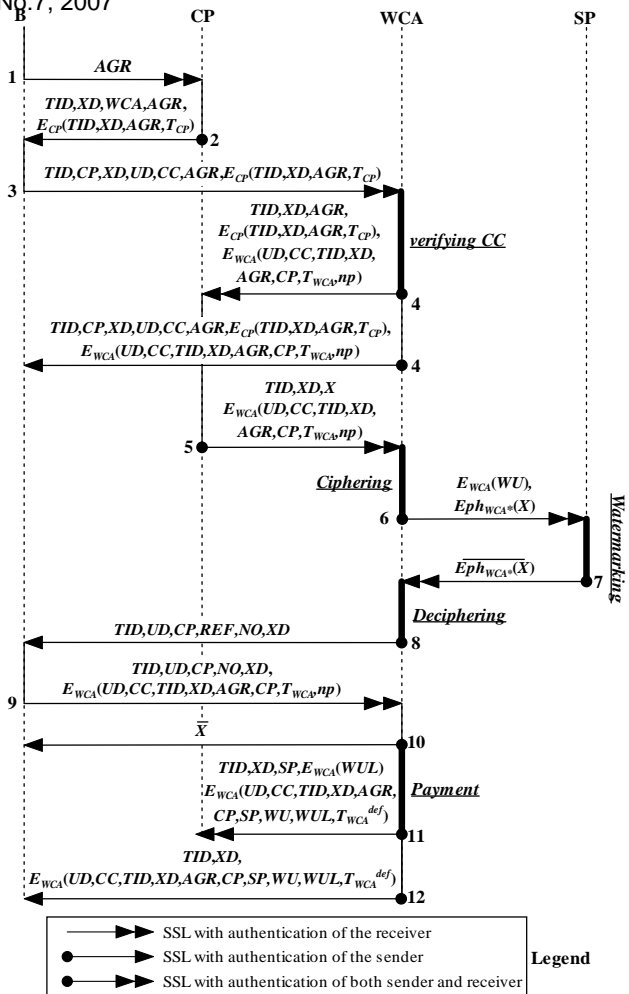 No.7, 2007
B CP WCA SP
1 AGR
TID,XD,WCA,AGR,
E_CP(TID,XD,AGR,T_CP) 2
TID,CP,XD,UD,CC,AGR,E_CP(TID,XD,AGR,T_CP)
3
TID,XD,AGR,
E_CP(TID,XD,AGR,T_CP),
verifying CC
E_WCA(UD,CC,TID,XD,
AGR,CP,T_WCA,np)
4
TID,CP,XD,UD,CC,AGR,E_CP(TID,XD,AGR,T_CP),
E_WCA(UD,CC,TID,XD,AGR,CP,T_WCA,np) 4
TID,XD,X
E_WCA(UD,CC,TID,XD,
AGR,CP,T_WCA,np)
5
Ciphering
E_WCA(WU),
Eph_WCA*(X)
6
Watermarking
E̅p̅h̅_WCA*(X̅)
7
Deciphering
TID,UD,CP,REF,NO,XD
8
TID,UD,CP,NO,XD,
E_WCA(UD,CC,TID,XD,AGR,CP,T_WCA,np)
9
X̿
10
TID,XD,SP,E_WCA(WUL)
E_WCA(UD,CC,TID,XD,AGR,
CP,SP,WU,WUL,T_WCA^def)
Payment
11
TID,XD,
E_WCA(UD,CC,TID,XD,AGR,CP,SP,WU,WUL,T_WCA^def)
12
SSL with authentication of the receiver
SSL with authentication of the sender
SSL with authentication of both sender and receiver
Legend